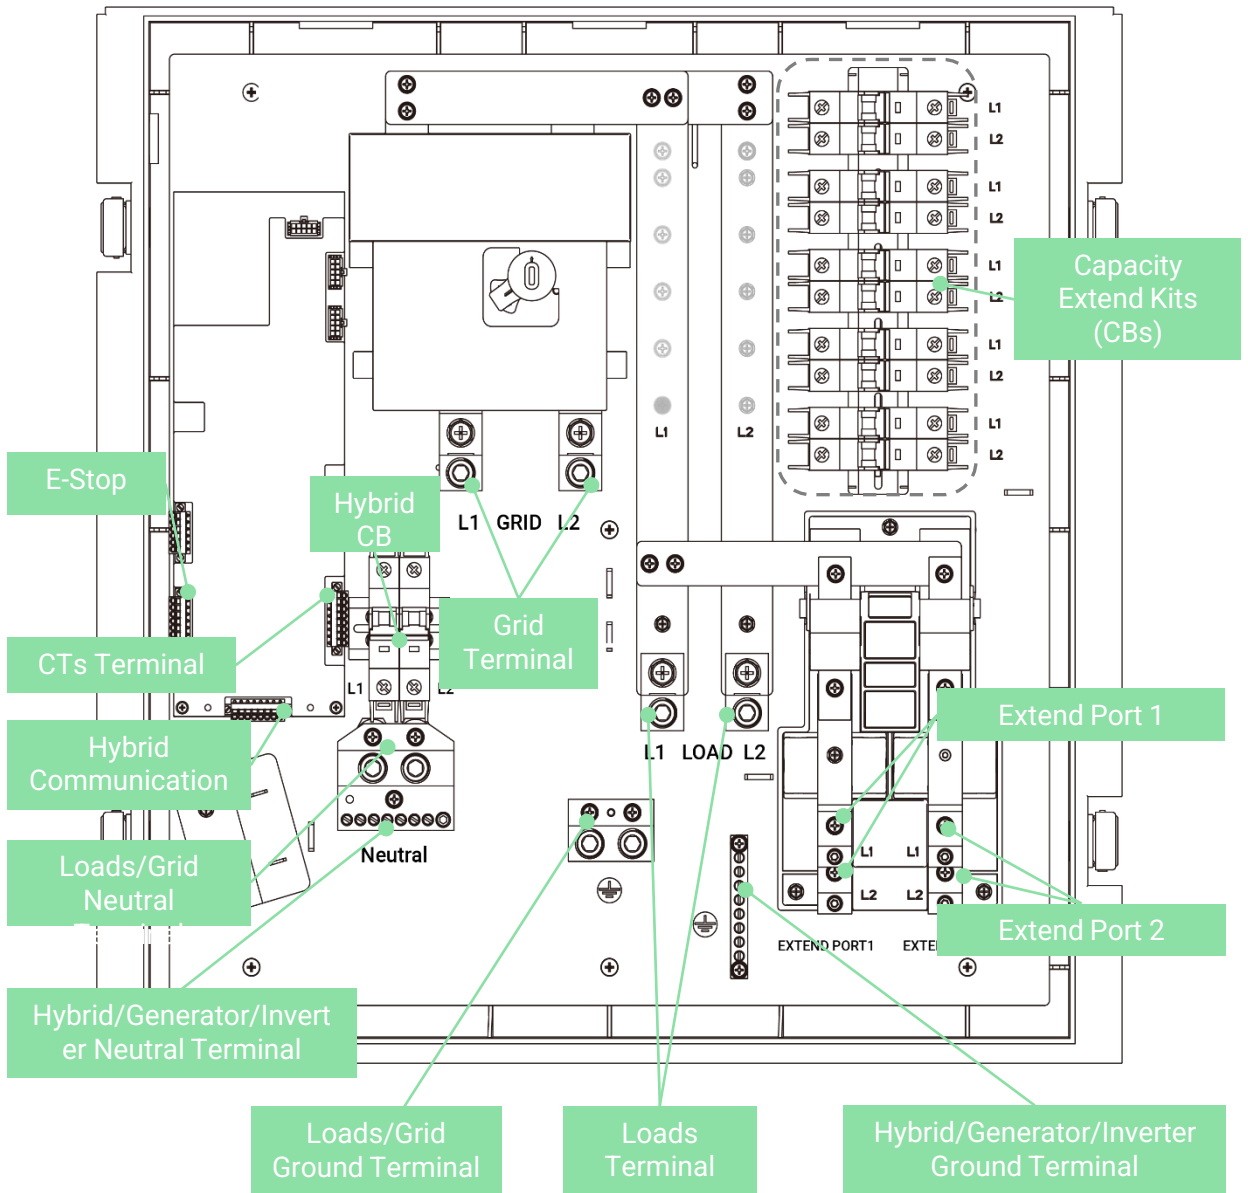 L1
L2
L1
L2
L1
L2
L1
L2
L1
L2
Capacity
Extend Kits
(CBs)
L1
L2
E-Stop
Hybrid
CB
L1 GRID L2
Grid
Terminal
CTs Terminal
L1
L2
Extend Port 1
Hybrid
Communication
L1 LOAD L2
Neutral
Loads/Grid
Neutral
L1 L1
L2 L2
Extend Port 2
EXTEND PORT1
Hybrid/Generator/Invert
er Neutral Terminal
Loads/Grid
Ground Terminal
Loads
Terminal
Hybrid/Generator/Inverter
Ground Terminal